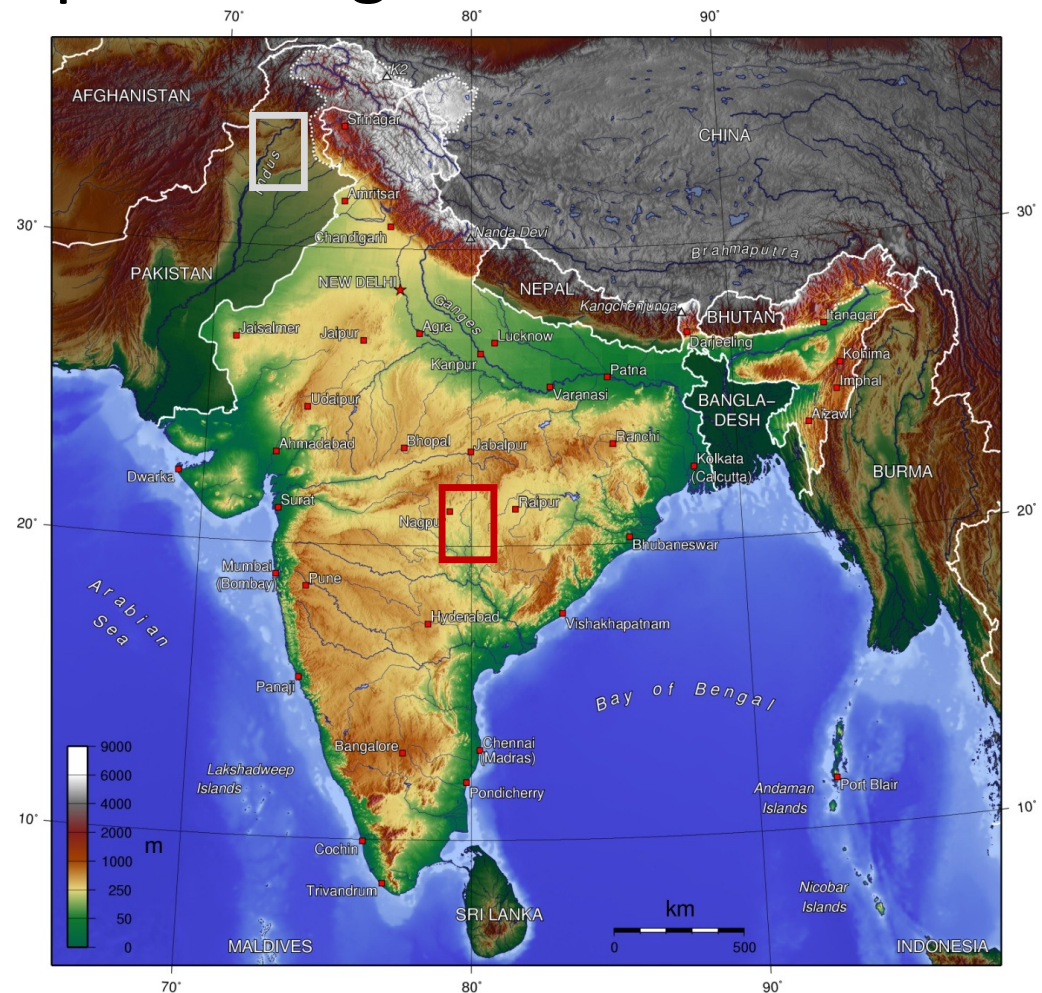 70°
80°
90°
AFGHANISTAN
K2
Srinagar
CHINA
Indus
Amritsar
30°
30°
Chandigarh
Nanda Devi
Brahmaputra
PAKISTAN
NEW DELHI
NEPAL
Kangchenjunga
BHUTAN
Itanagar
Ganges
Jaisalmer
Jaipur
Agra
Lucknow
Darjeeling
Kanpur
Kohima
Patna
Imphal
Varanasi
BANGLA–
DESH
Udaipur
Aizawl
Ahmadabad
Bhopal
Jabalpur
Ranchi
Kolkata
(Calcutta)
BURMA
Dwarka
Surat
Raipur
20°
20°
Nagpu
Bhubaneswar
Mumbai
(Bombay)
Pune
Arabian
Sea
Hyderabad
Vishakhapatnam
Panaji
Bay of Bengal
Bangalore
Chennai
(Madras)
9000
6000
4000
2000
1000
250
50
0
m
Lakshadweep
Islands
Pondicherry
Andaman
Islands
Port Blair
10°
10°
Cochin
Trivandrum
Nicobar
Islands
SRI LANKA
km
0
500
MALDIVES
INDONESIA
70°
80°
90°